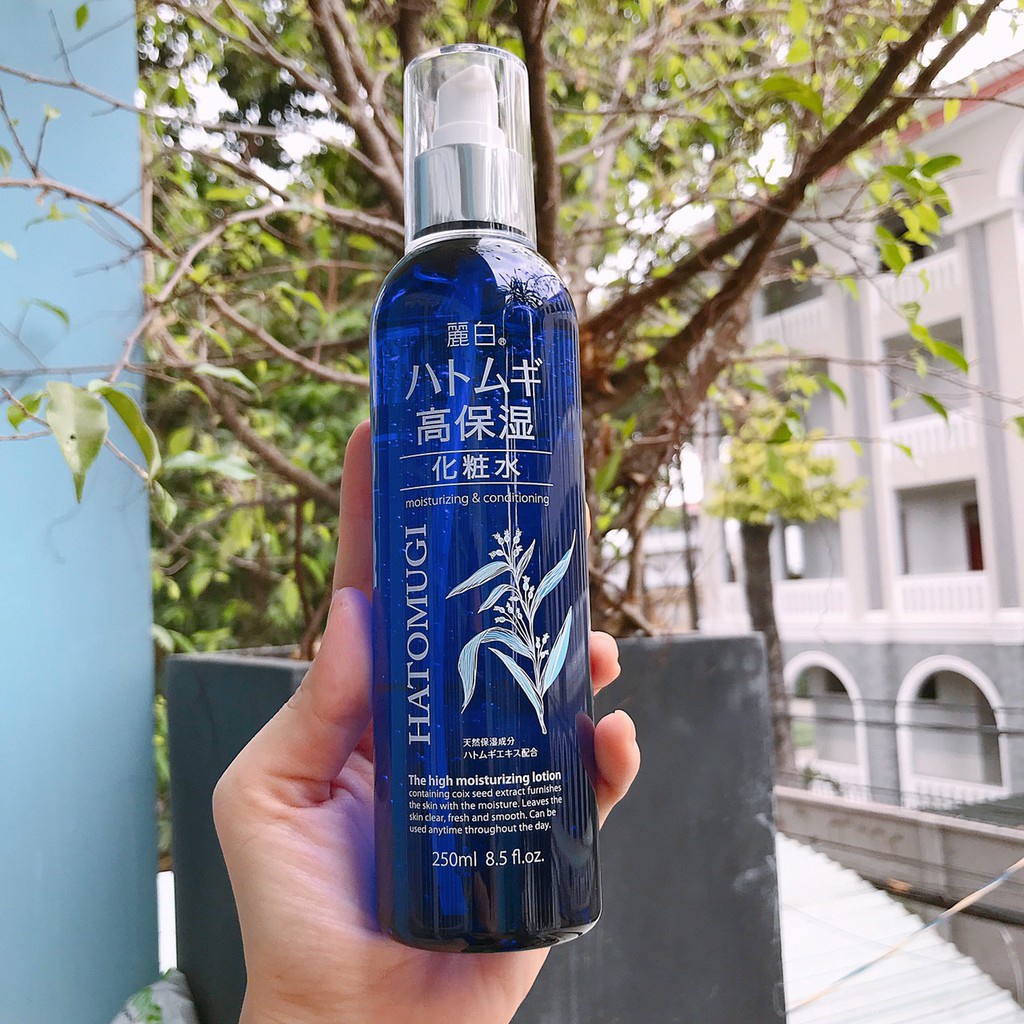 麗白®
ハトムギ
高保湿
化粧水
moisturizing & conditioning
HATOMUGI
天然保湿成分
ハトムギエキス配合
The high moisturizing lotion
containing coix seed extract furnishes
the skin with the moisture. Leaves the
skin clear, fresh and smooth. Can be
used anytime throughout the day.
250ml 8.5 fl.oz.